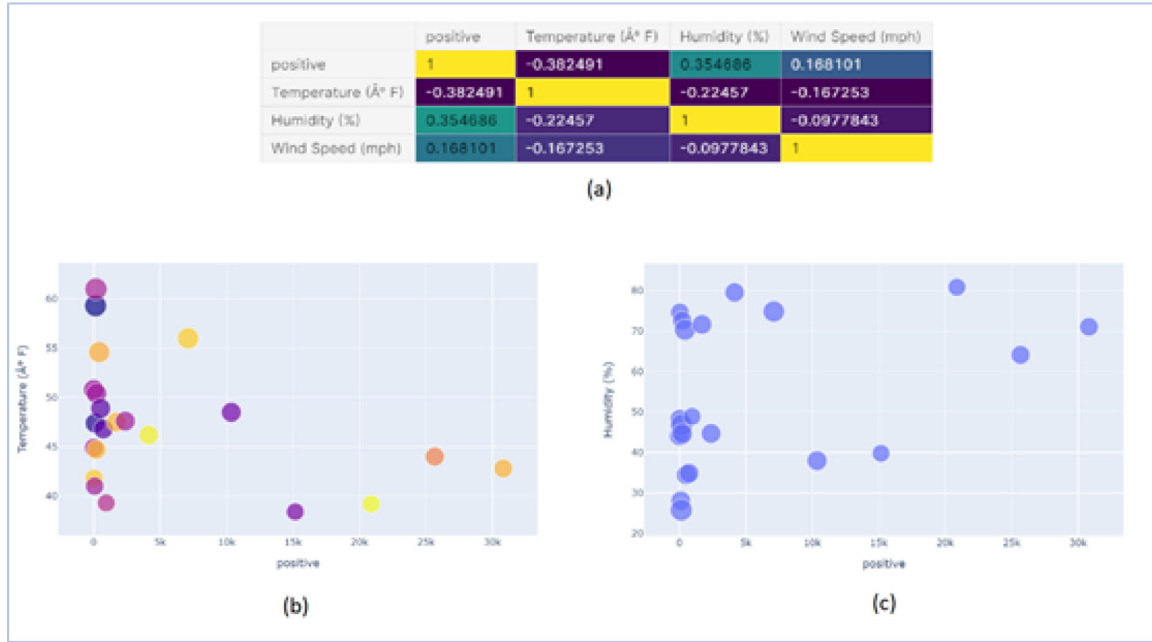 positive Temperature (Â° F) Humidity (%) Wind Speed (mph)
positive 1 -0.382491 0.354686 0.168101
Temperature (Â° F) -0.382491 1 -0.22457 -0.167253
Humidity (%) 0.354686 -0.22457 1 -0.0977843
Wind Speed (mph) 0.168101 -0.167253 -0.0977843 1
(a)
Temperature (Â° F)
60
55
50
45
40
0 5k 10k 15k 20k 25k 30k
positive
(b)
Humidity (%)
80
70
60
50
40
30
20
0 5k 10k 15k 20k 25k 30k
positive
(c)